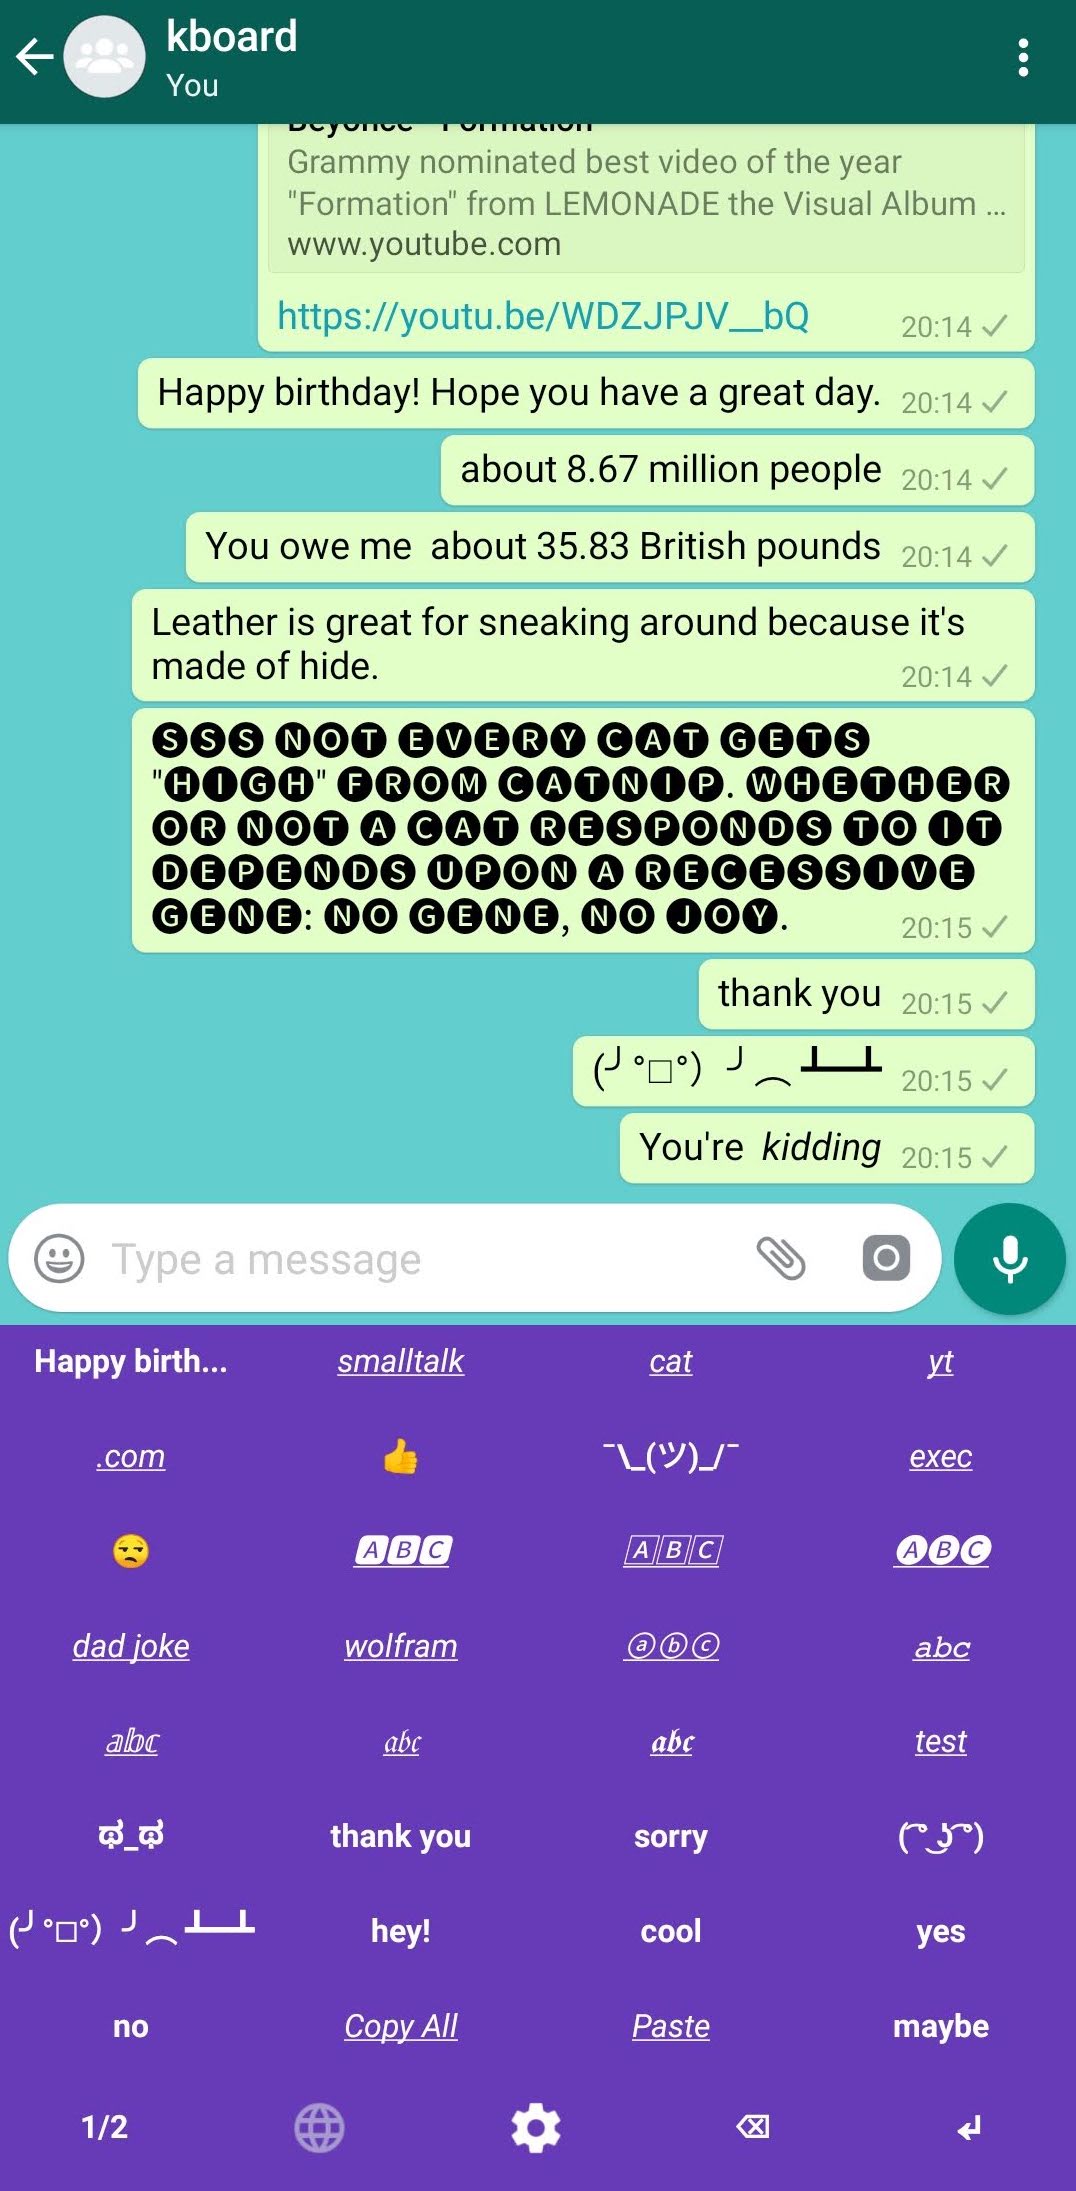 kboard
You
Beyoncé - Formation
Grammy nominated best video of the year
"Formation" from LEMONADE the Visual Album ...
www.youtube.com
https://youtu.be/WDZJPJV__bQ
20:14
Happy birthday! Hope you have a great day.
20:14
about 8.67 million people
20:14
You owe me  about 35.83 British pounds
20:14
Leather is great for sneaking around because it's
made of hide.
20:14
🅢🅢🅢 🅝🅞🅣 🅔🅥🅔🅡🅨 🅒🅐🅣 🅖🅔🅣🅢
"🅗🅘🅖🅗" 🅕🅡🅞🅜 🅒🅐🅣🅝🅘🅟. 🅦🅗🅔🅣🅗🅔🅡
🅞🅡 🅝🅞🅣 🅐 🅒🅐🅣 🅡🅔🅢🅟🅞🅝🅓🅢 🅣🅞 🅘🅣
🅓🅔🅟🅔🅝🅓🅢 🅤🅟🅞🅝 🅐 🅡🅔🅒🅔🅢🅢🅘🅥🅔
🅖🅔🅝🅔: 🅝🅞 🅖🅔🅝🅔, 🅝🅞 🅙🅞🅨.
20:15
thank you
20:15
(╯°□°) ╯︵ ┻━┻
20:15
You're  kidding
20:15
Type a message
Happy birth... smalltalk cat yt
.com 👍 ¯\_(ツ)_/¯ exec
😒 🅰🅱🅲 🄰🄱🄲 🅐🅑🅒
dad joke wolfram ⓐⓑⓒ 𝚊𝚋𝚌
𝕒𝕓𝕔 𝔞𝔟𝔠 𝖆𝖇𝖈 test
ಥ_ಥ thank you sorry ( ͡° ͜ʖ ͡°)
(╯°□°) ╯︵ ┻━┻ hey! cool yes
no Copy All Paste maybe
1/2